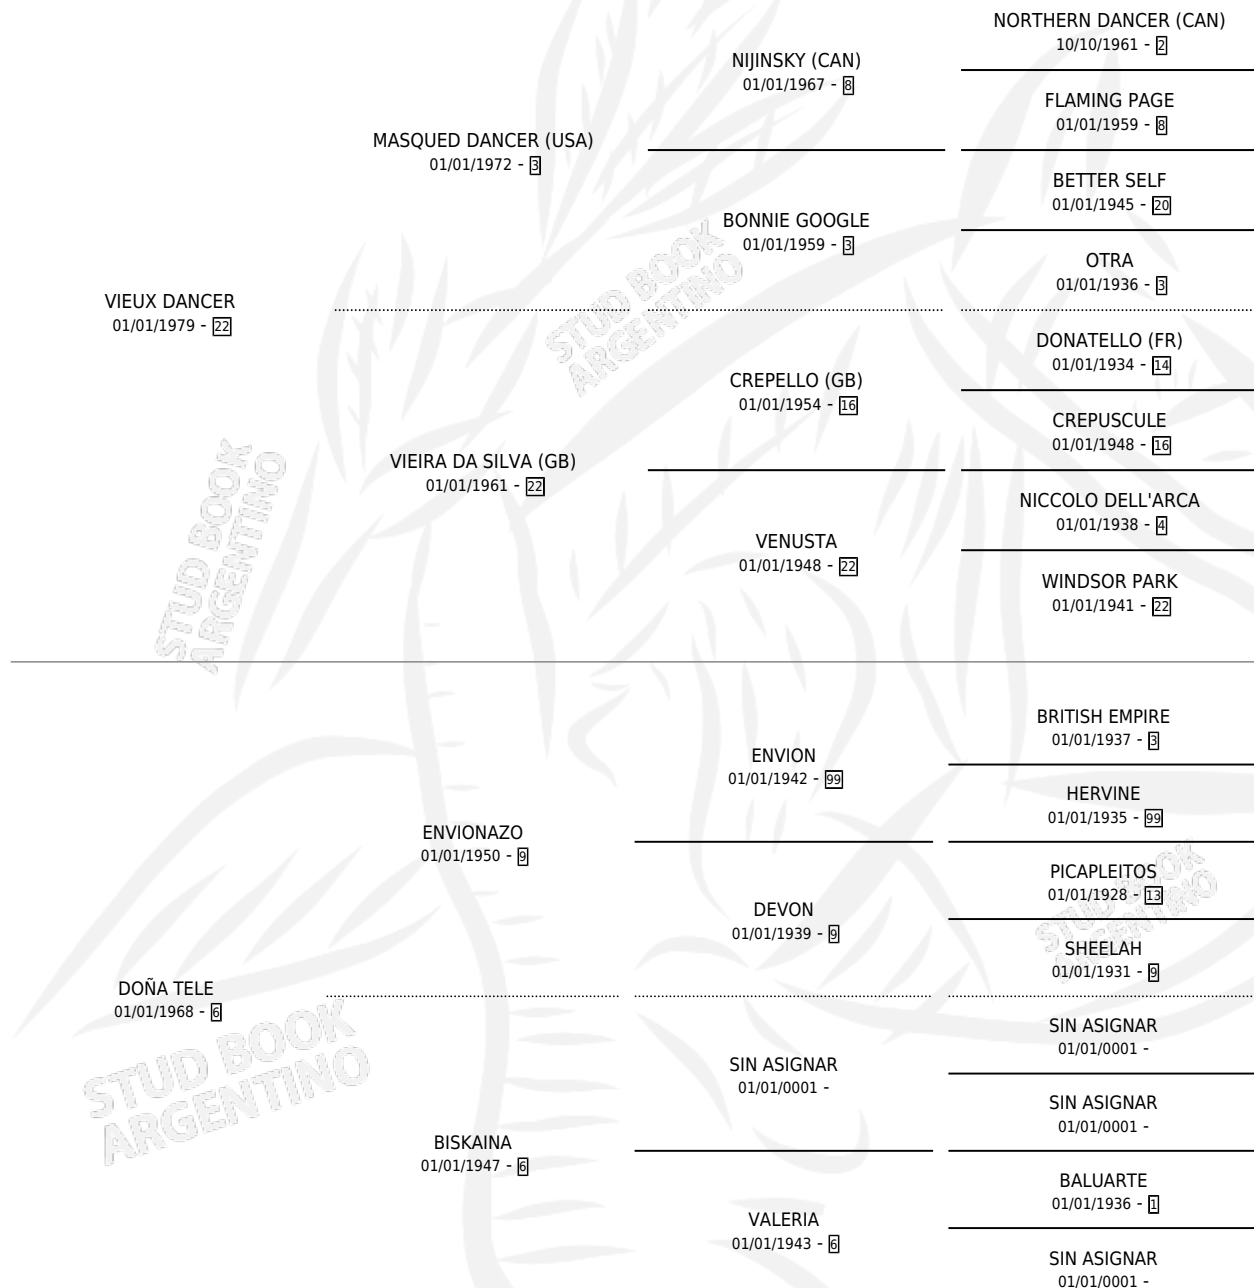 NORTHERN DANCER (CAN)
10/10/1961 - 2
NIJINSKY (CAN)
01/01/1967 - 8
FLAMING PAGE
01/01/1959 - 8
MASQUED DANCER (USA)
01/01/1972 - 3
BETTER SELF
01/01/1945 - 20
BONNIE GOOGLE
01/01/1959 - 3
OTRA
01/01/1936 - 3
VIEUX DANCER
01/01/1979 - 22
DONATELLO (FR)
01/01/1934 - 14
CREPELLO (GB)
01/01/1954 - 16
CREPUSCULE
01/01/1948 - 16
VIEIRA DA SILVA (GB)
01/01/1961 - 22
NICCOLO DELL'ARCA
01/01/1938 - 4
VENUSTA
01/01/1948 - 22
WINDSOR PARK
01/01/1941 - 22
BRITISH EMPIRE
01/01/1937 - 3
ENVION
01/01/1942 - 99
HERVINE
01/01/1935 - 99
ENVIONAZO
01/01/1950 - 9
PICAPLEITOS
01/01/1928 - 13
DEVON
01/01/1939 - 9
SHEELAH
01/01/1931 - 9
DOÑA TELE
01/01/1968 - 6
SIN ASIGNAR
01/01/0001 -
SIN ASIGNAR
01/01/0001 -
SIN ASIGNAR
01/01/0001 -
BISKAINA
01/01/1947 - 6
BALUARTE
01/01/1936 - 1
VALERIA
01/01/1943 - 6
SIN ASIGNAR
01/01/0001 -
STUD BOOK
ARGENTINO
STUD BOOK
ARGENTINO
STUD BOOK
ARGENTINO
STUD BOOK
ARGENTINO